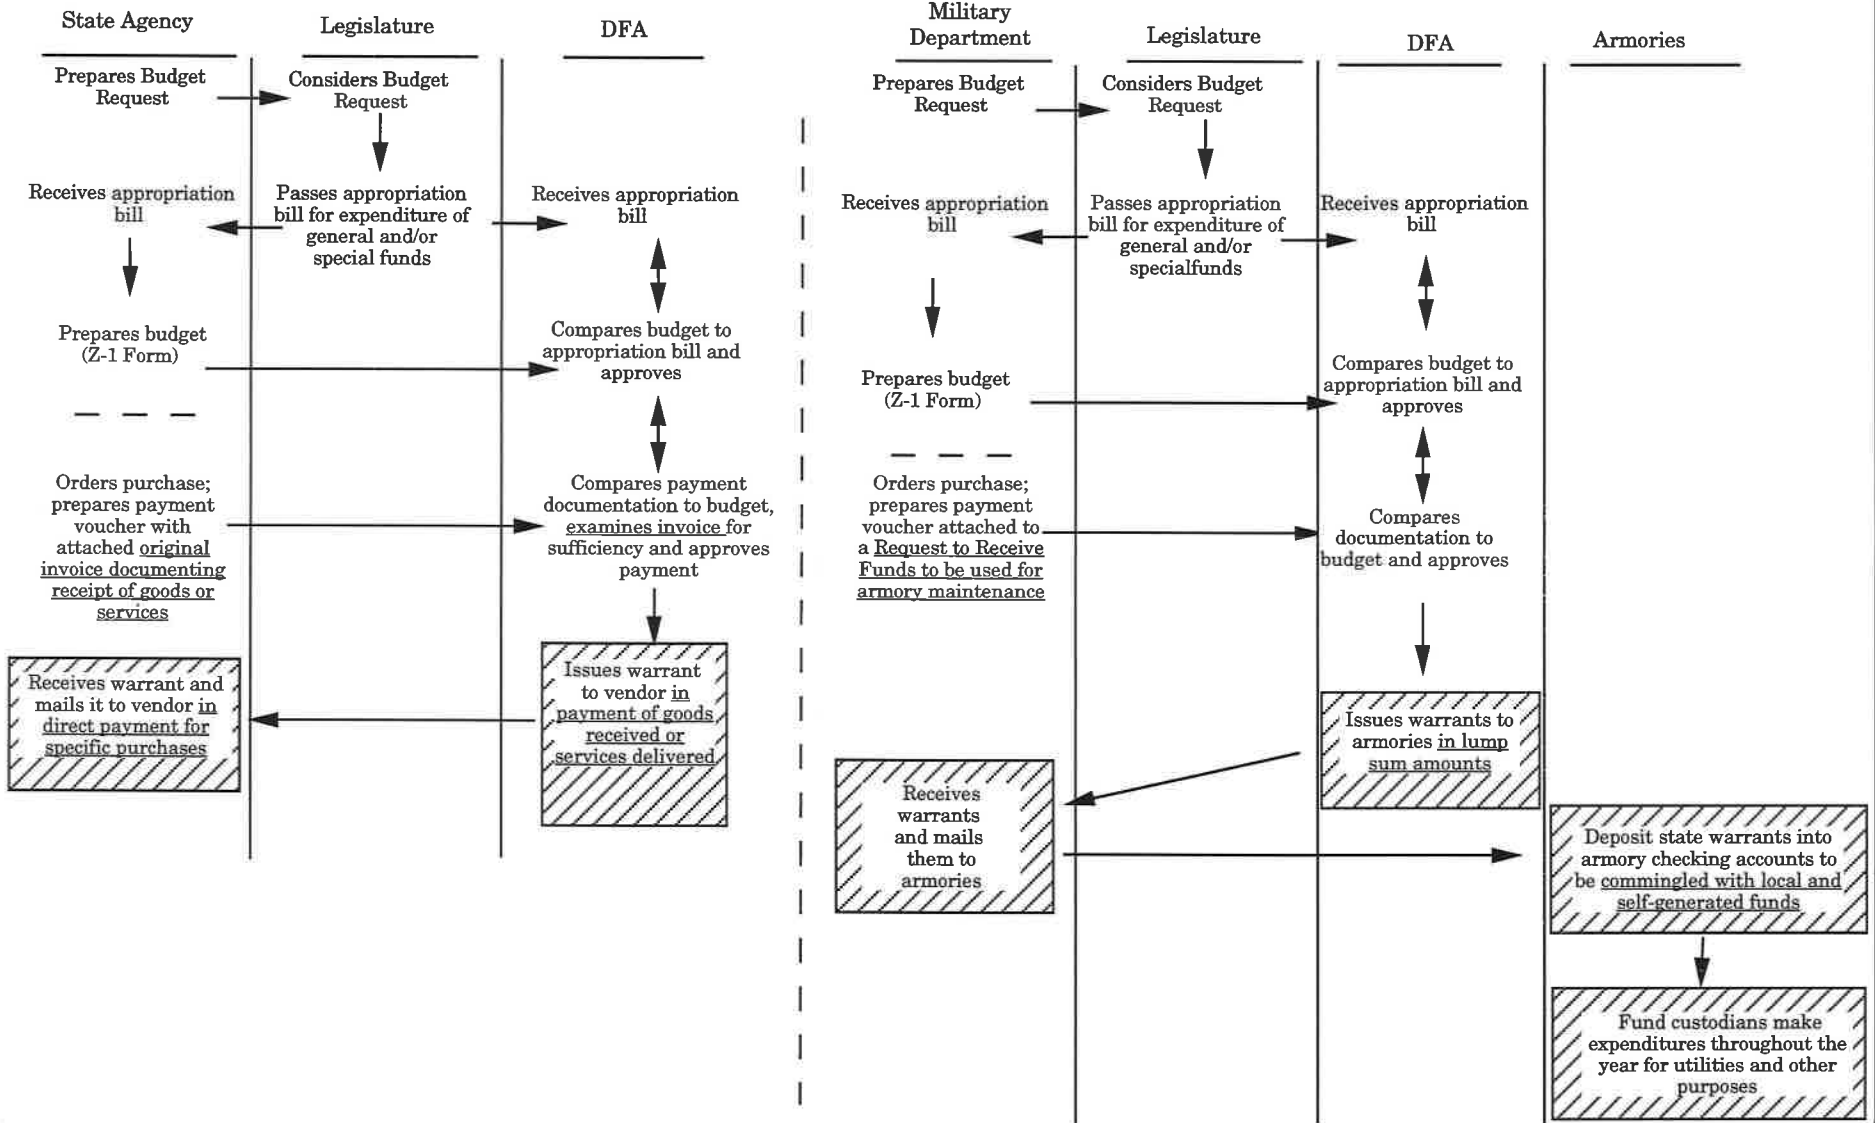 State Agency
Legislature
DFA
Prepares Budget
Request
Considers Budget
Request
Receives appropriation
bill
Passes appropriation
bill for expenditure of
general and/or
special funds
Receives appropriation
bill
Prepares budget
(Z-1 Form)
Compares budget to
appropriation bill and
approves
Orders purchase;
prepares payment
voucher with
attached original
invoice documenting
receipt of goods or
services
Compares payment
documentation to budget,
examines invoice for
sufficiency and approves
payment
Receives warrant and
mails it to vendor in
direct payment for
specific purchases
Issues warrant
to vendor in
payment of goods
received or
services delivered
Military
Department
Legislature
DFA
Armories
Prepares Budget
Request
Considers Budget
Request
Receives appropriation
bill
Passes appropriation
bill for expenditure of
general and/or
specialfunds
Receives appropriation
bill
Prepares budget
(Z-1 Form)
Compares budget to
appropriation bill and
approves
Orders purchase;
prepares payment
voucher attached to
a Request to Receive
Funds to be used for
armory maintenance
Compares
documentation to
budget and approves
Issues warrants to
armories in lump
sum amounts
Receives
warrants
and mails
them to
armories
Deposit state warrants into
armory checking accounts to
be commingled with local and
self-generated funds
Fund custodians make
expenditures throughout the
year for utilities and other
purposes